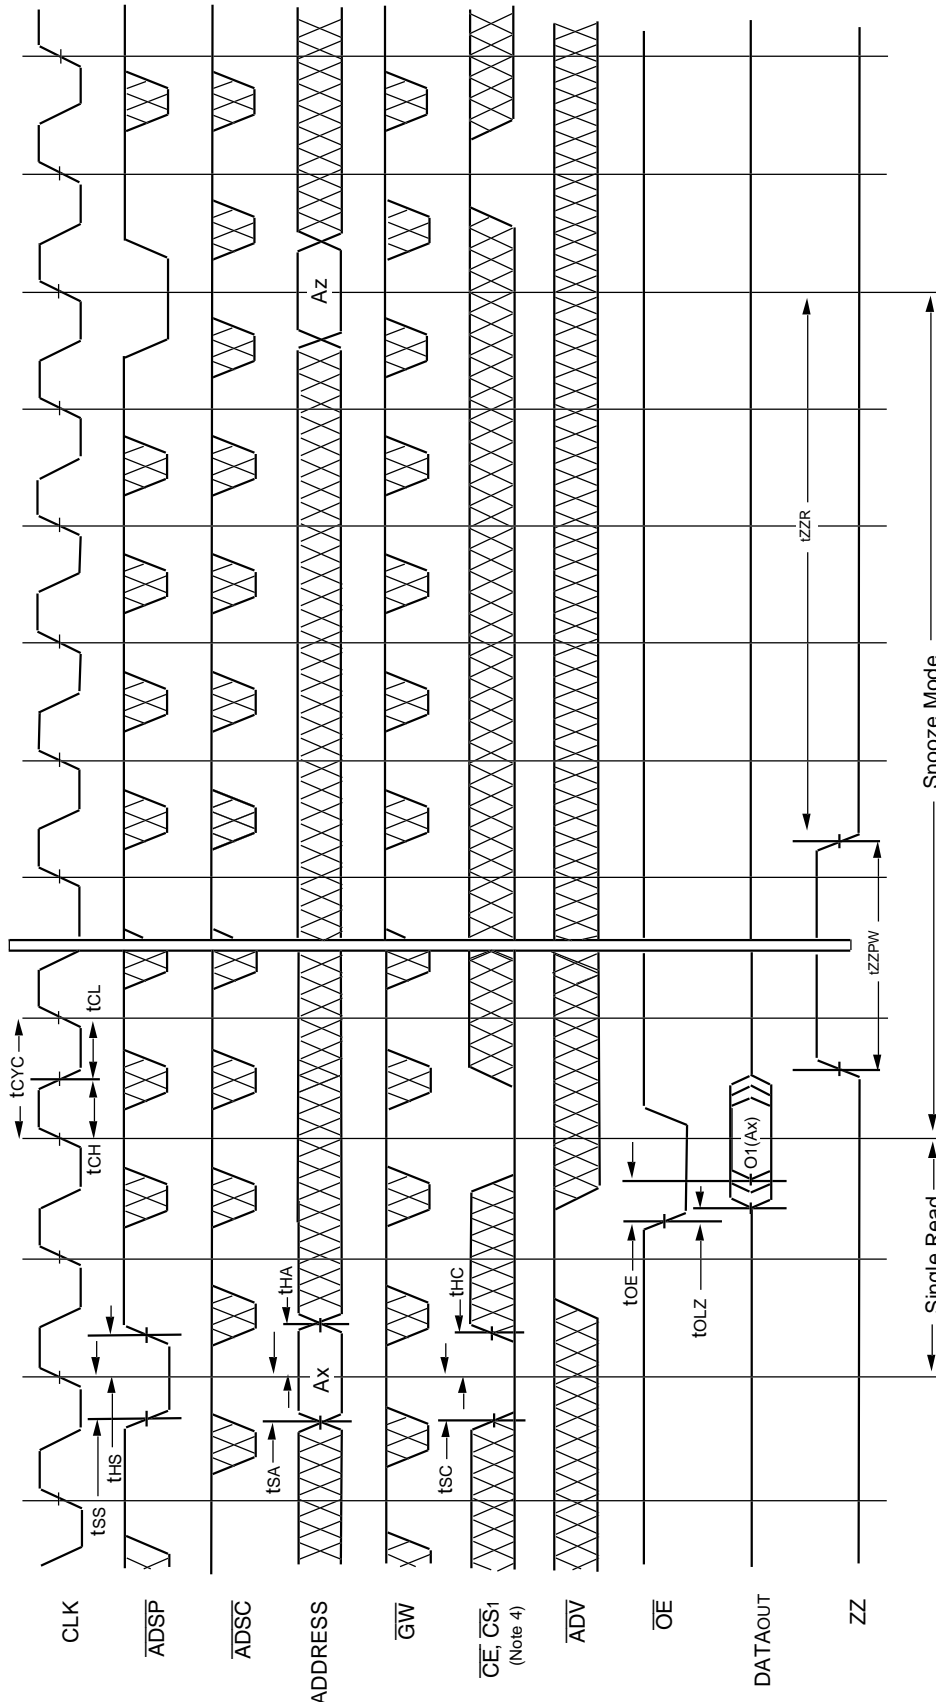 CLK
tCYC
tCH
tCL
tSS
tHS
ADSP
ADSC
ADDRESS
tSA
tHA
Ax
Az
GW
CE, CS1
(Note 4)
tSC
tHC
ADV
OE
tOE
tOLZ
DATAOUT
O1(Ax)
ZZ
tZZPW
tZZR
Single Read
Snooze Mode